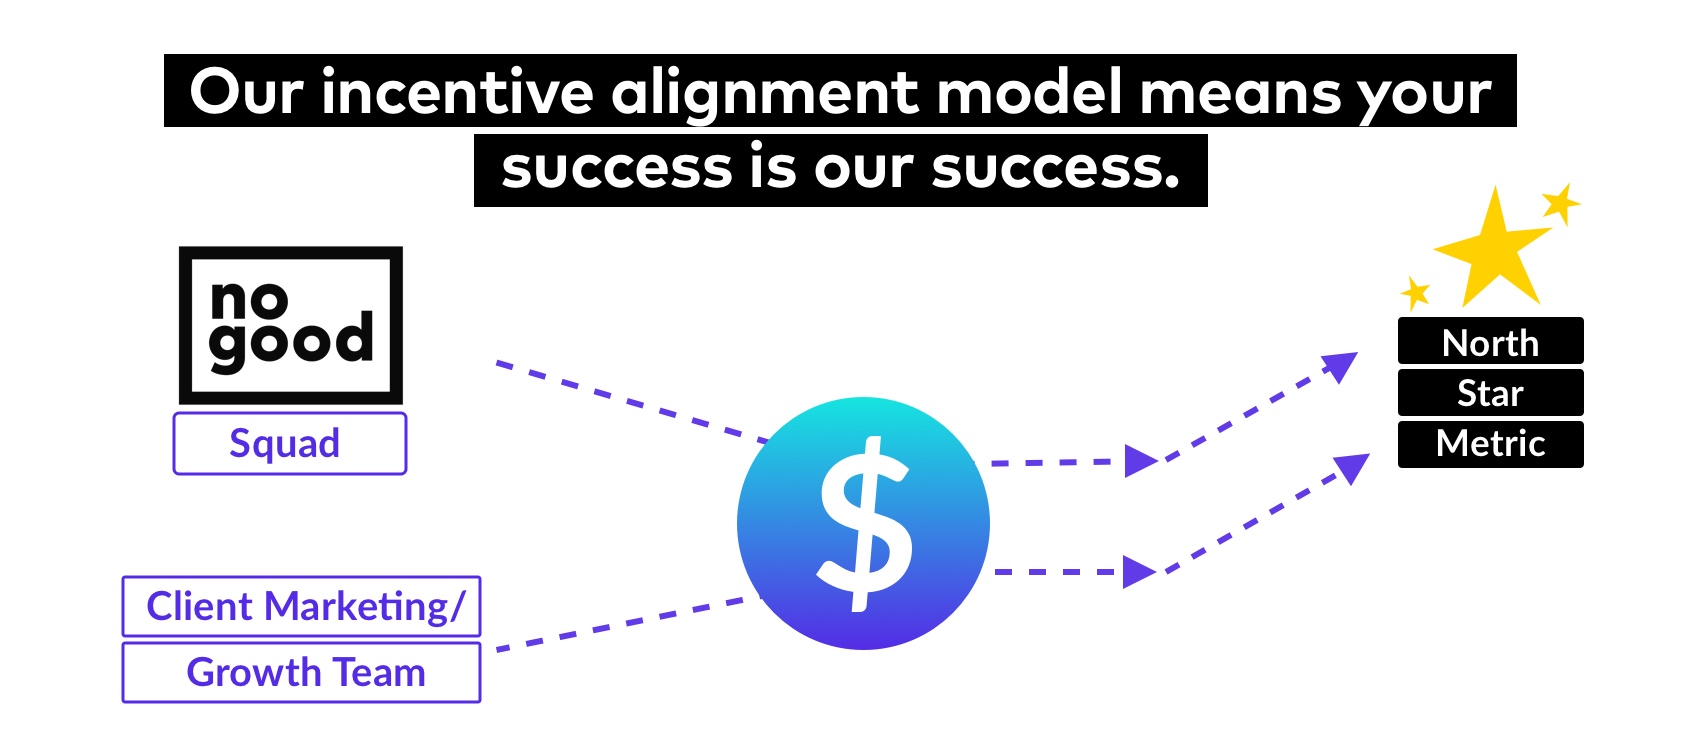 Our incentive alignment model means your
success is our success.
no
good
Squad
$
Client Marketing/
Growth Team
North
Star
Metric